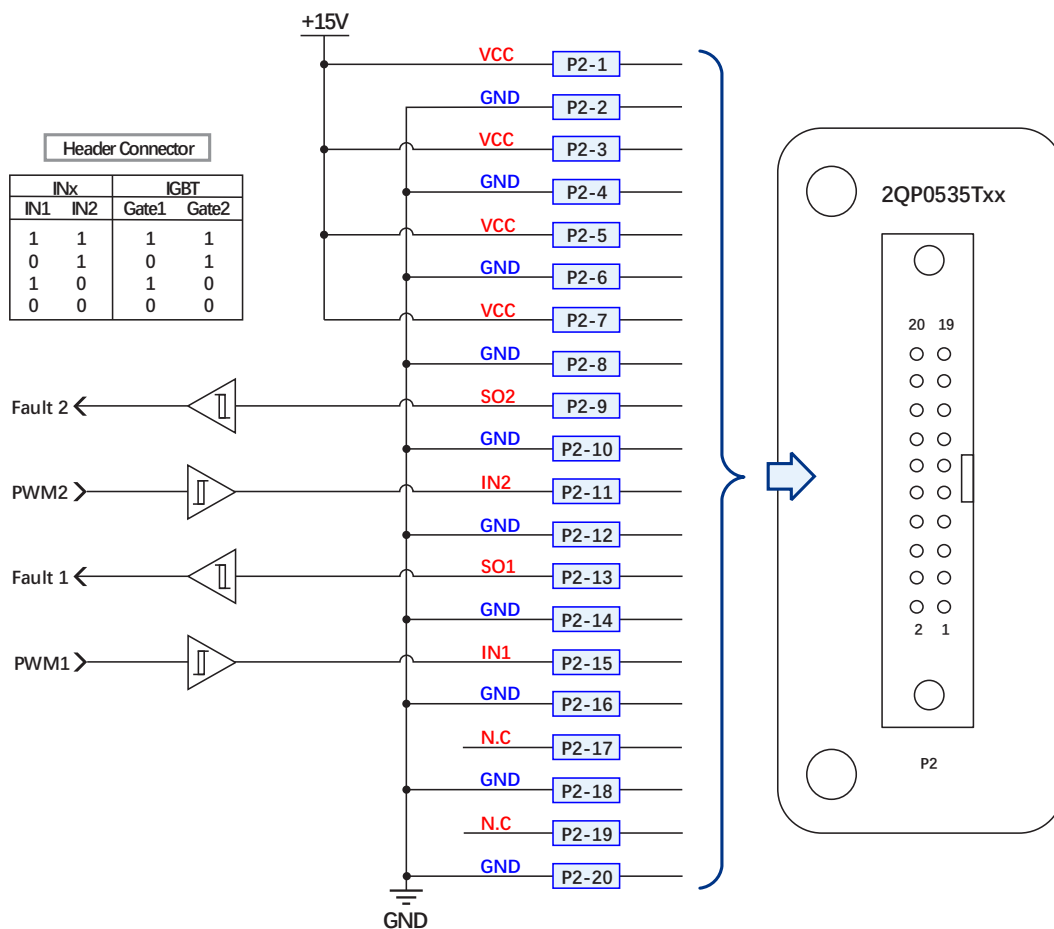 +15V
VCC P2-1
GND P2-2
VCC P2-3
GND P2-4
VCC P2-5
GND P2-6
VCC P2-7
GND P2-8
SO2 P2-9
GND P2-10
IN2 P2-11
GND P2-12
SO1 P2-13
GND P2-14
IN1 P2-15
GND P2-16
N.C P2-17
GND P2-18
N.C P2-19
GND P2-20
GND
Header Connector
INx IGBT
IN1 IN2 Gate1 Gate2
1 1 1 1
0 1 0 1
1 0 1 0
0 0 0 0
Fault 2
PWM2
Fault 1
PWM1
2QP0535Txx
20 19
2 1
P2